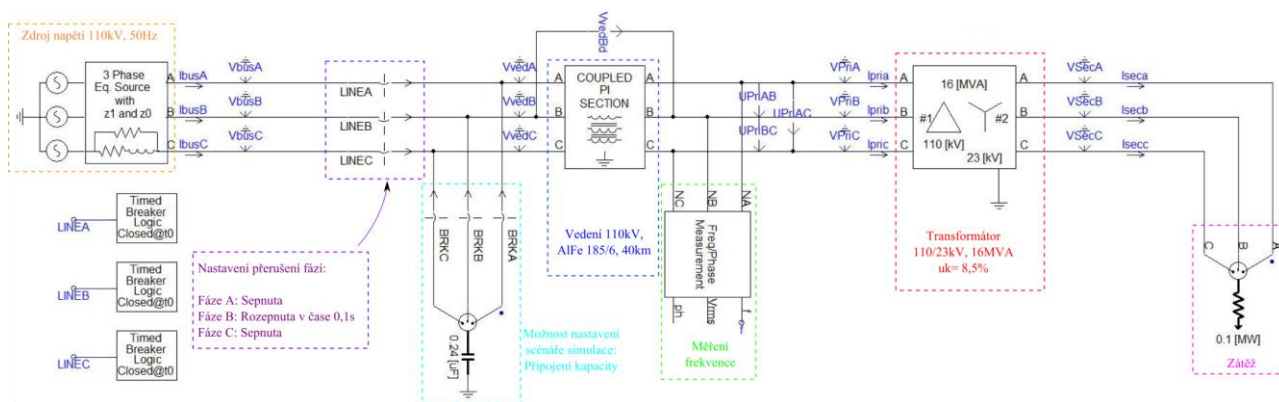 Zdroj napětí 110kV, 50Hz
3 Phase
Eq. Source
with
z1 and z0
A
B
C
IbusA
IbusB
IbusC
VbusA
VbusB
VbusC
LINEA
LINEB
LINEC
VvedA
VvedB
VvedC
VvedBd
A
B
C
COUPLED
PI
SECTION
A
B
C
Vedení 110kV,
AlFe 185/6, 40km
UPriAB
UPriBC
UPriAC
VPriA
VPriB
VPriC
Ipria
Iprib
Ipric
A
B
C
16 [MVA]
#1
#2
110 [kV]
23 [kV]
A
B
C
Transformátor
110/23kV, 16MVA
uk= 8,5%
VSecA
VSecB
VSecC
Iseca
Isecb
Isecc
C
B
A
0.1 [MW]
Zátěž
LINEA
Timed
Breaker
Logic
Closed@t0
LINEB
Timed
Breaker
Logic
Closed@t0
LINEC
Timed
Breaker
Logic
Closed@t0
Nastavení přerušení fází:
Fáze A: Sepnuta
Fáze B: Rozepnuta v čase 0,1s
Fáze C: Sepnuta
BRKC
BRKB
BRKA
0.24 [uF]
Možnost nastavení
scénáře simulace:
Připojení kapacity
NC
NB
NA
Freq/Phase
Measurement
ph
Vrms
f
Měření
frekvence